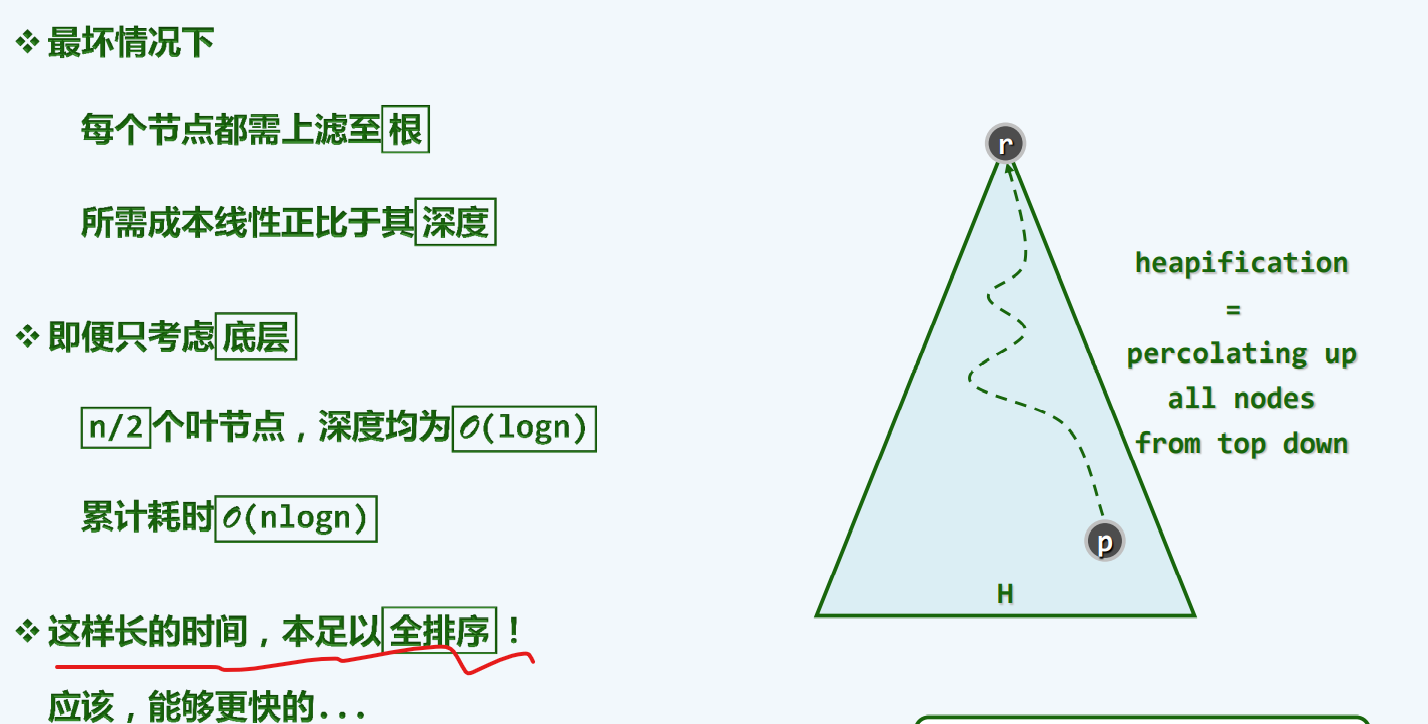 ❖ 最坏情况下
每个节点都需上滤至根
所需成本线性正比于其深度
❖ 即便只考虑底层
n/2个叶节点，深度均为𝒪(logn)
累计耗时𝒪(nlogn)
❖ 这样长的时间，本足以全排序！
应该，能够更快的...
r
heapification
=
percolating up
all nodes
from top down
p
H